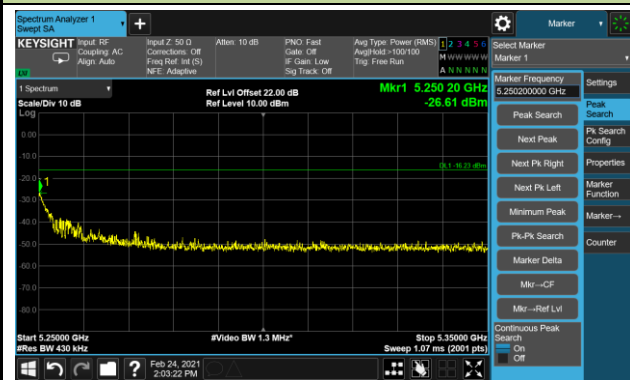 Spectrum Analyzer 1
Swept SA
Marker
KEYSIGHT
Input: RF
Coupling: AC
Align: Auto
Input Z: 50 Ω
Corrections: Off
Freq Ref: Int (S)
NFE: Adaptive
Atten: 10 dB
PNO: Fast
Gate: Off
IF Gain: Low
Sig Track: Off
Avg Type: Power (RMS)
Avg|Hold:>100/100
Trig: Free Run
1 2 3 4 5 6
M W W W W W
A N N N N N
Select Marker
Marker 1
LXI
1 Spectrum
Scale/Div 10 dB
Log
Ref Lvl Offset 22.00 dB
Ref Level 10.00 dBm
Mkr1 5.250 20 GHz
-26.61 dBm
0.00
-10.0
-20.0
-30.0
-40.0
-50.0
-60.0
-70.0
-80.0
DL1 -16.23 dBm
1
Start 5.25000 GHz
#Res BW 430 kHz
#Video BW 1.3 MHz*
Stop 5.35000 GHz
Sweep 1.07 ms (2001 pts)
Marker Frequency
5.250200000 GHz
Peak Search
Next Peak
Next Pk Right
Next Pk Left
Minimum Peak
Pk-Pk Search
Marker Delta
Mkr→CF
Mkr→Ref Lvl
Continuous Peak
Search
On
Off
Settings
Peak
Search
Pk Search
Config
Properties
Marker
Function
Marker→
Counter
?
Feb 24, 2021
2:03:22 PM